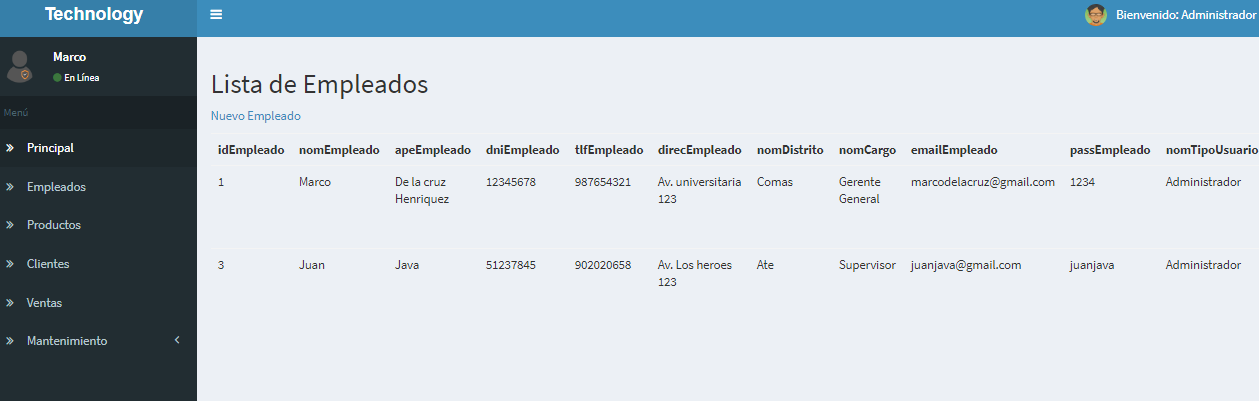 Technology
Bienvenido: Administrador
Marco
En Línea
Menú
Principal
Empleados
Productos
Clientes
Ventas
Mantenimiento
Lista de Empleados
Nuevo Empleado
idEmpleado nomEmpleado apeEmpleado dniEmpleado tlfEmpleado direcEmpleado nomDistrito nomCargo emailEmpleado passEmpleado nomTipoUsuario
1 Marco De la cruz 12345678 987654321 Av. universitaria Comas Gerente marcodelacruz@gmail.com 1234 Administrador
Henriquez 123 General
3 Juan Java 51237845 902020658 Av. Los heroes Ate Supervisor juanjava@gmail.com juanjava Administrador
123